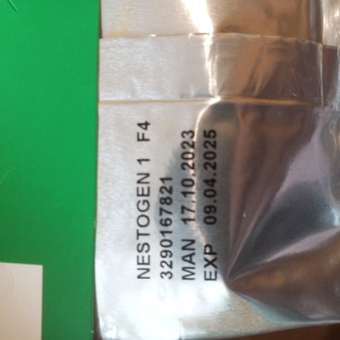 NESTOGEN 1 F4
3290167821
MAN 17.10.2023
EXP 09.04.2025